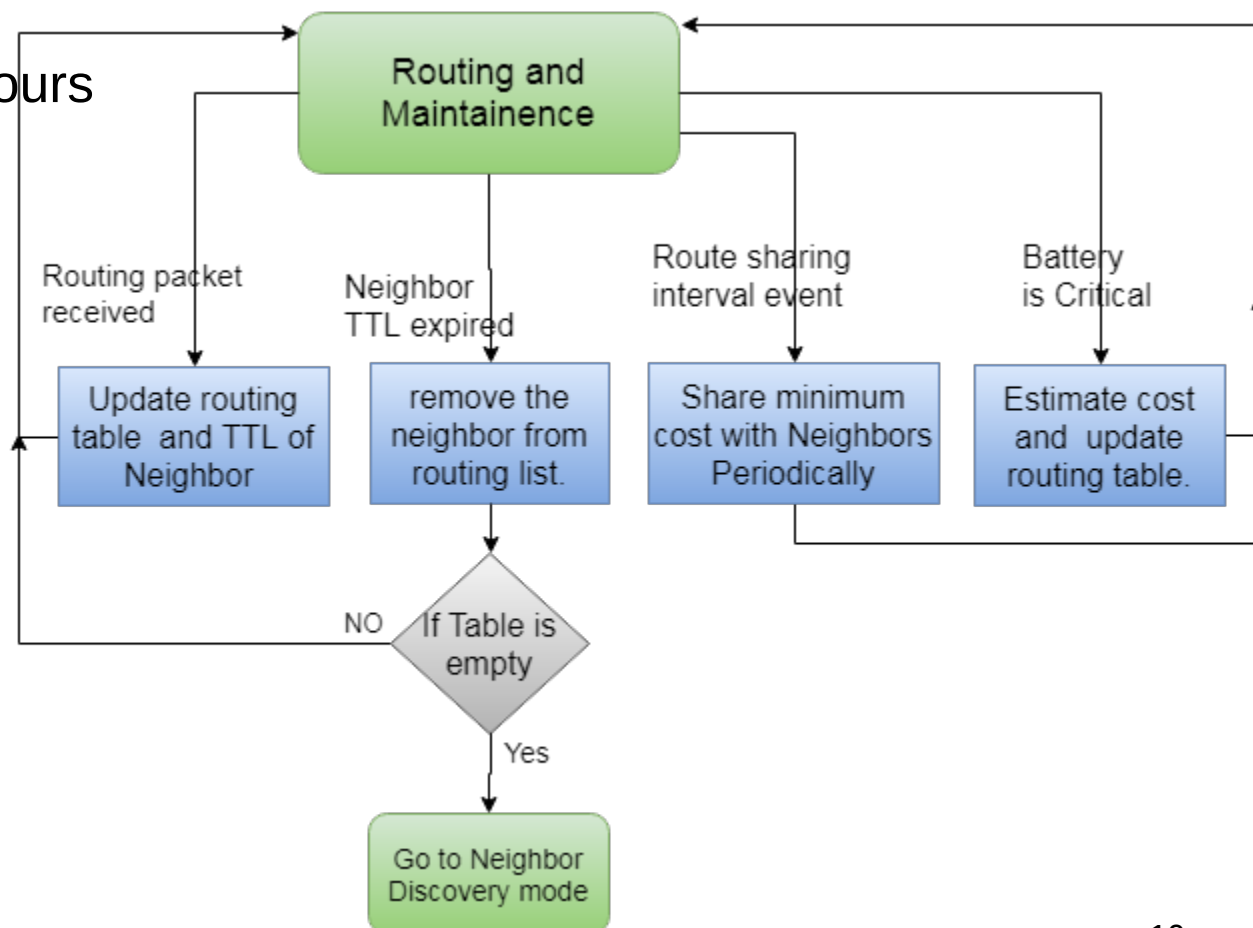 ours
Routing and
Maintainence
Routing packet
received
Neighbor
TTL expired
Route sharing
interval event
Battery
is Critical
Update routing
table and TTL of
Neighbor
remove the
neighbor from
routing list.
Share minimum
cost with Neighbors
Periodically
Estimate cost
and update
routing table.
NO
If Table is
empty
Yes
Go to Neighbor
Discovery mode